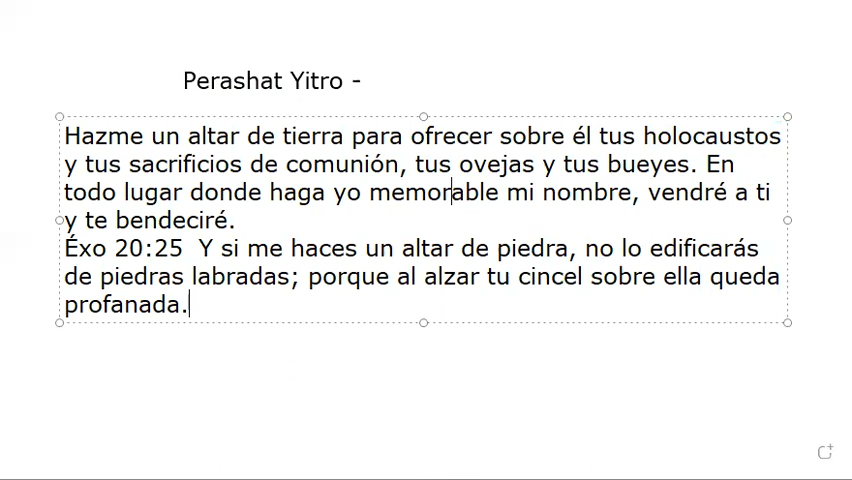 Perashat Yitro -
Hazme un altar de tierra para ofrecer sobre él tus holocaustos
y tus sacrificios de comunión, tus ovejas y tus bueyes. En
todo lugar donde haga yo memorable mi nombre, vendré a ti
y te bendeciré.
Éxo 20:25  Y si me haces un altar de piedra, no lo edificarás
de piedras labradas; porque al alzar tu cincel sobre ella queda
profanada.